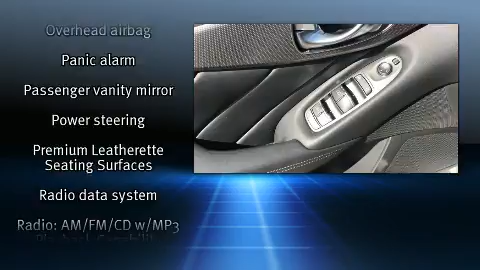 Overhead airbag
Panic alarm
Passenger vanity mirror
Power steering
Premium Leatherette
Seating Surfaces
Radio data system
Radio: AM/FM/CD w/MP3